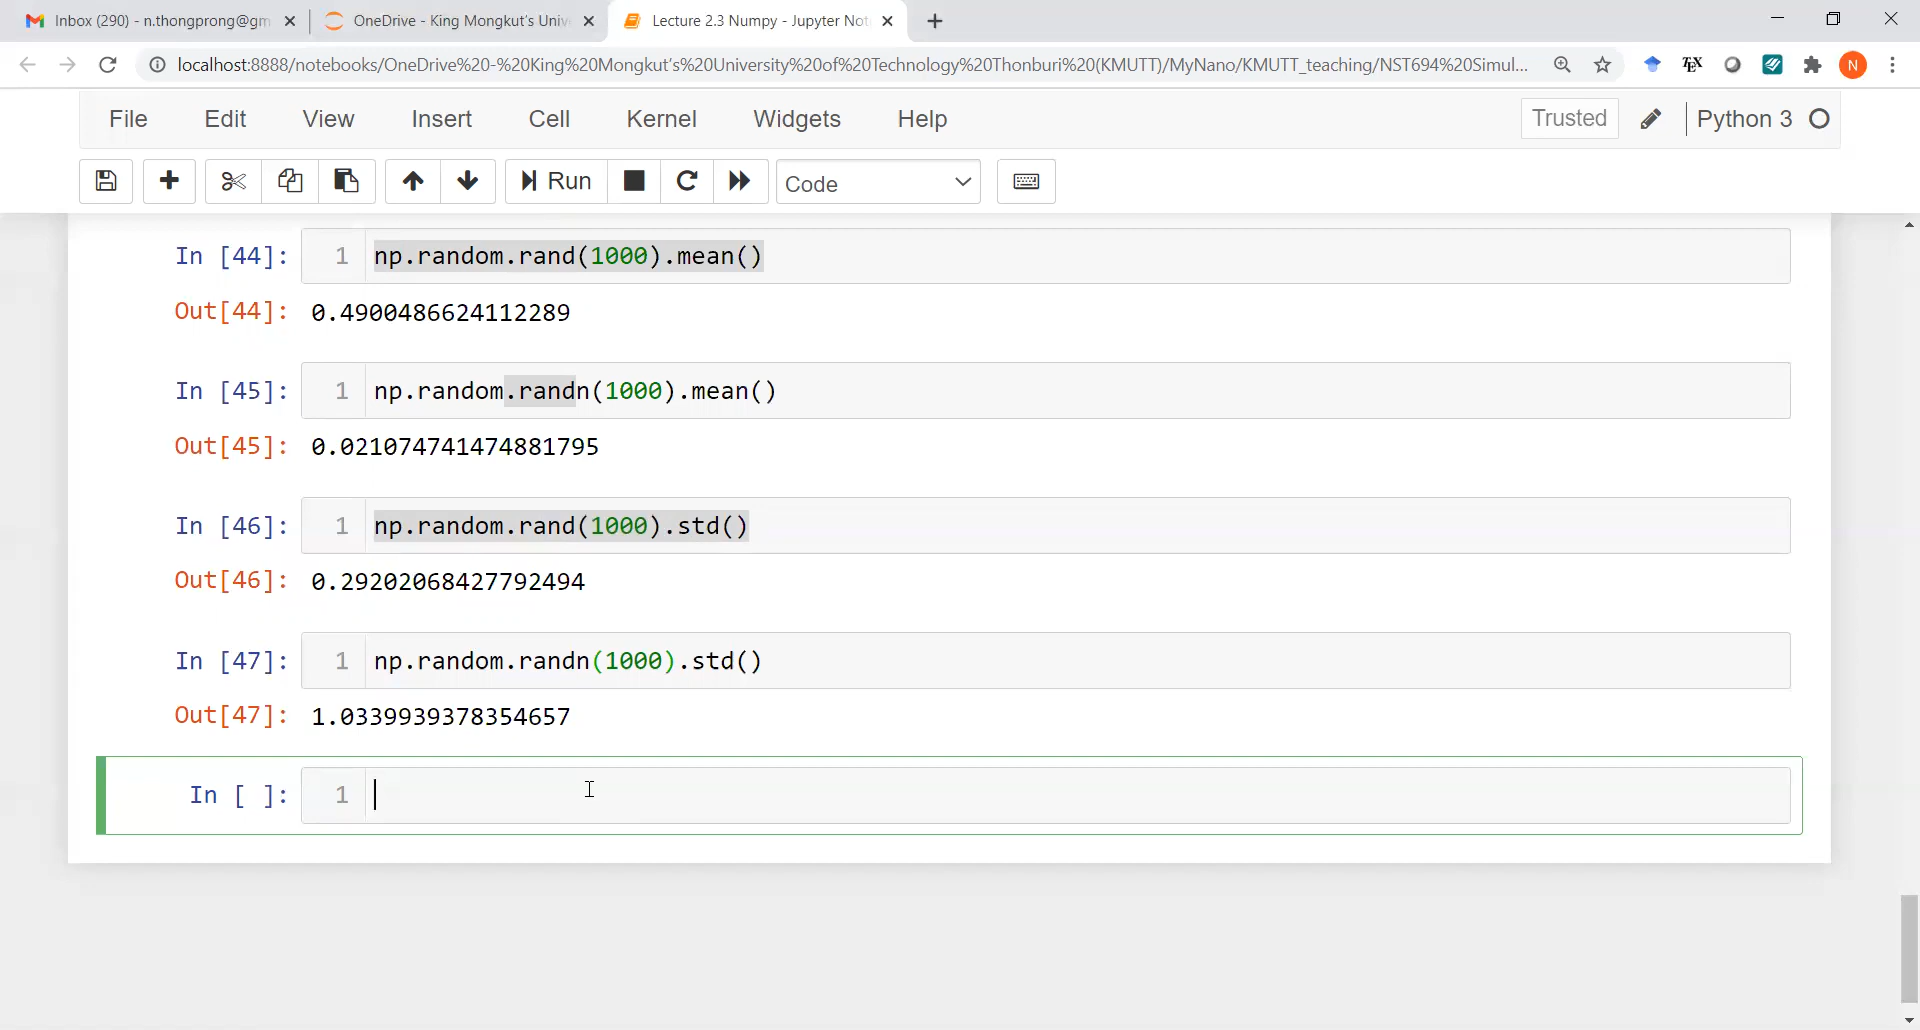 Inbox (290) - n.thongprong@gm
OneDrive - King Mongkut's Univ
Lecture 2.3 Numpy - Jupyter Not
localhost:8888/notebooks/OneDrive%20-%20King%20Mongkut's%20University%20of%20Technology%20Thonburi%20(KMUTT)/MyNano/KMUTT_teaching/NST694%20Simul...
N
File Edit View Insert Cell Kernel Widgets Help Trusted Python 3
Run Code
In [44]: 1 np.random.rand(1000).mean()
Out[44]: 0.4900486624112289
In [45]: 1 np.random.randn(1000).mean()
Out[45]: 0.021074741474881795
In [46]: 1 np.random.rand(1000).std()
Out[46]: 0.29202068427792494
In [47]: 1 np.random.randn(1000).std()
Out[47]: 1.0339939378354657
In [ ]: 1